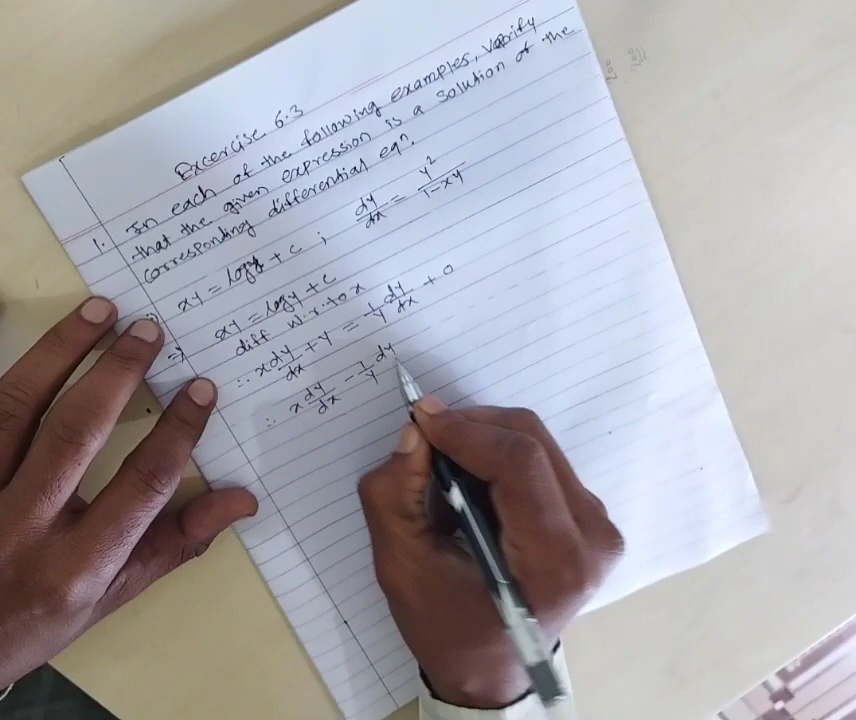 Excercise 6.3
1. In each of the following examples, verify
that the given expression is a solution of the
corresponding differential eqn.
i) xy = logy + c ; dy/dx = y²/1-xy
⇒ xy = logy + c
diff w.r.to x
∴ x dy/dx + y = 1/y dy/dx + 0
∴ x dy/dx - 1/y dy